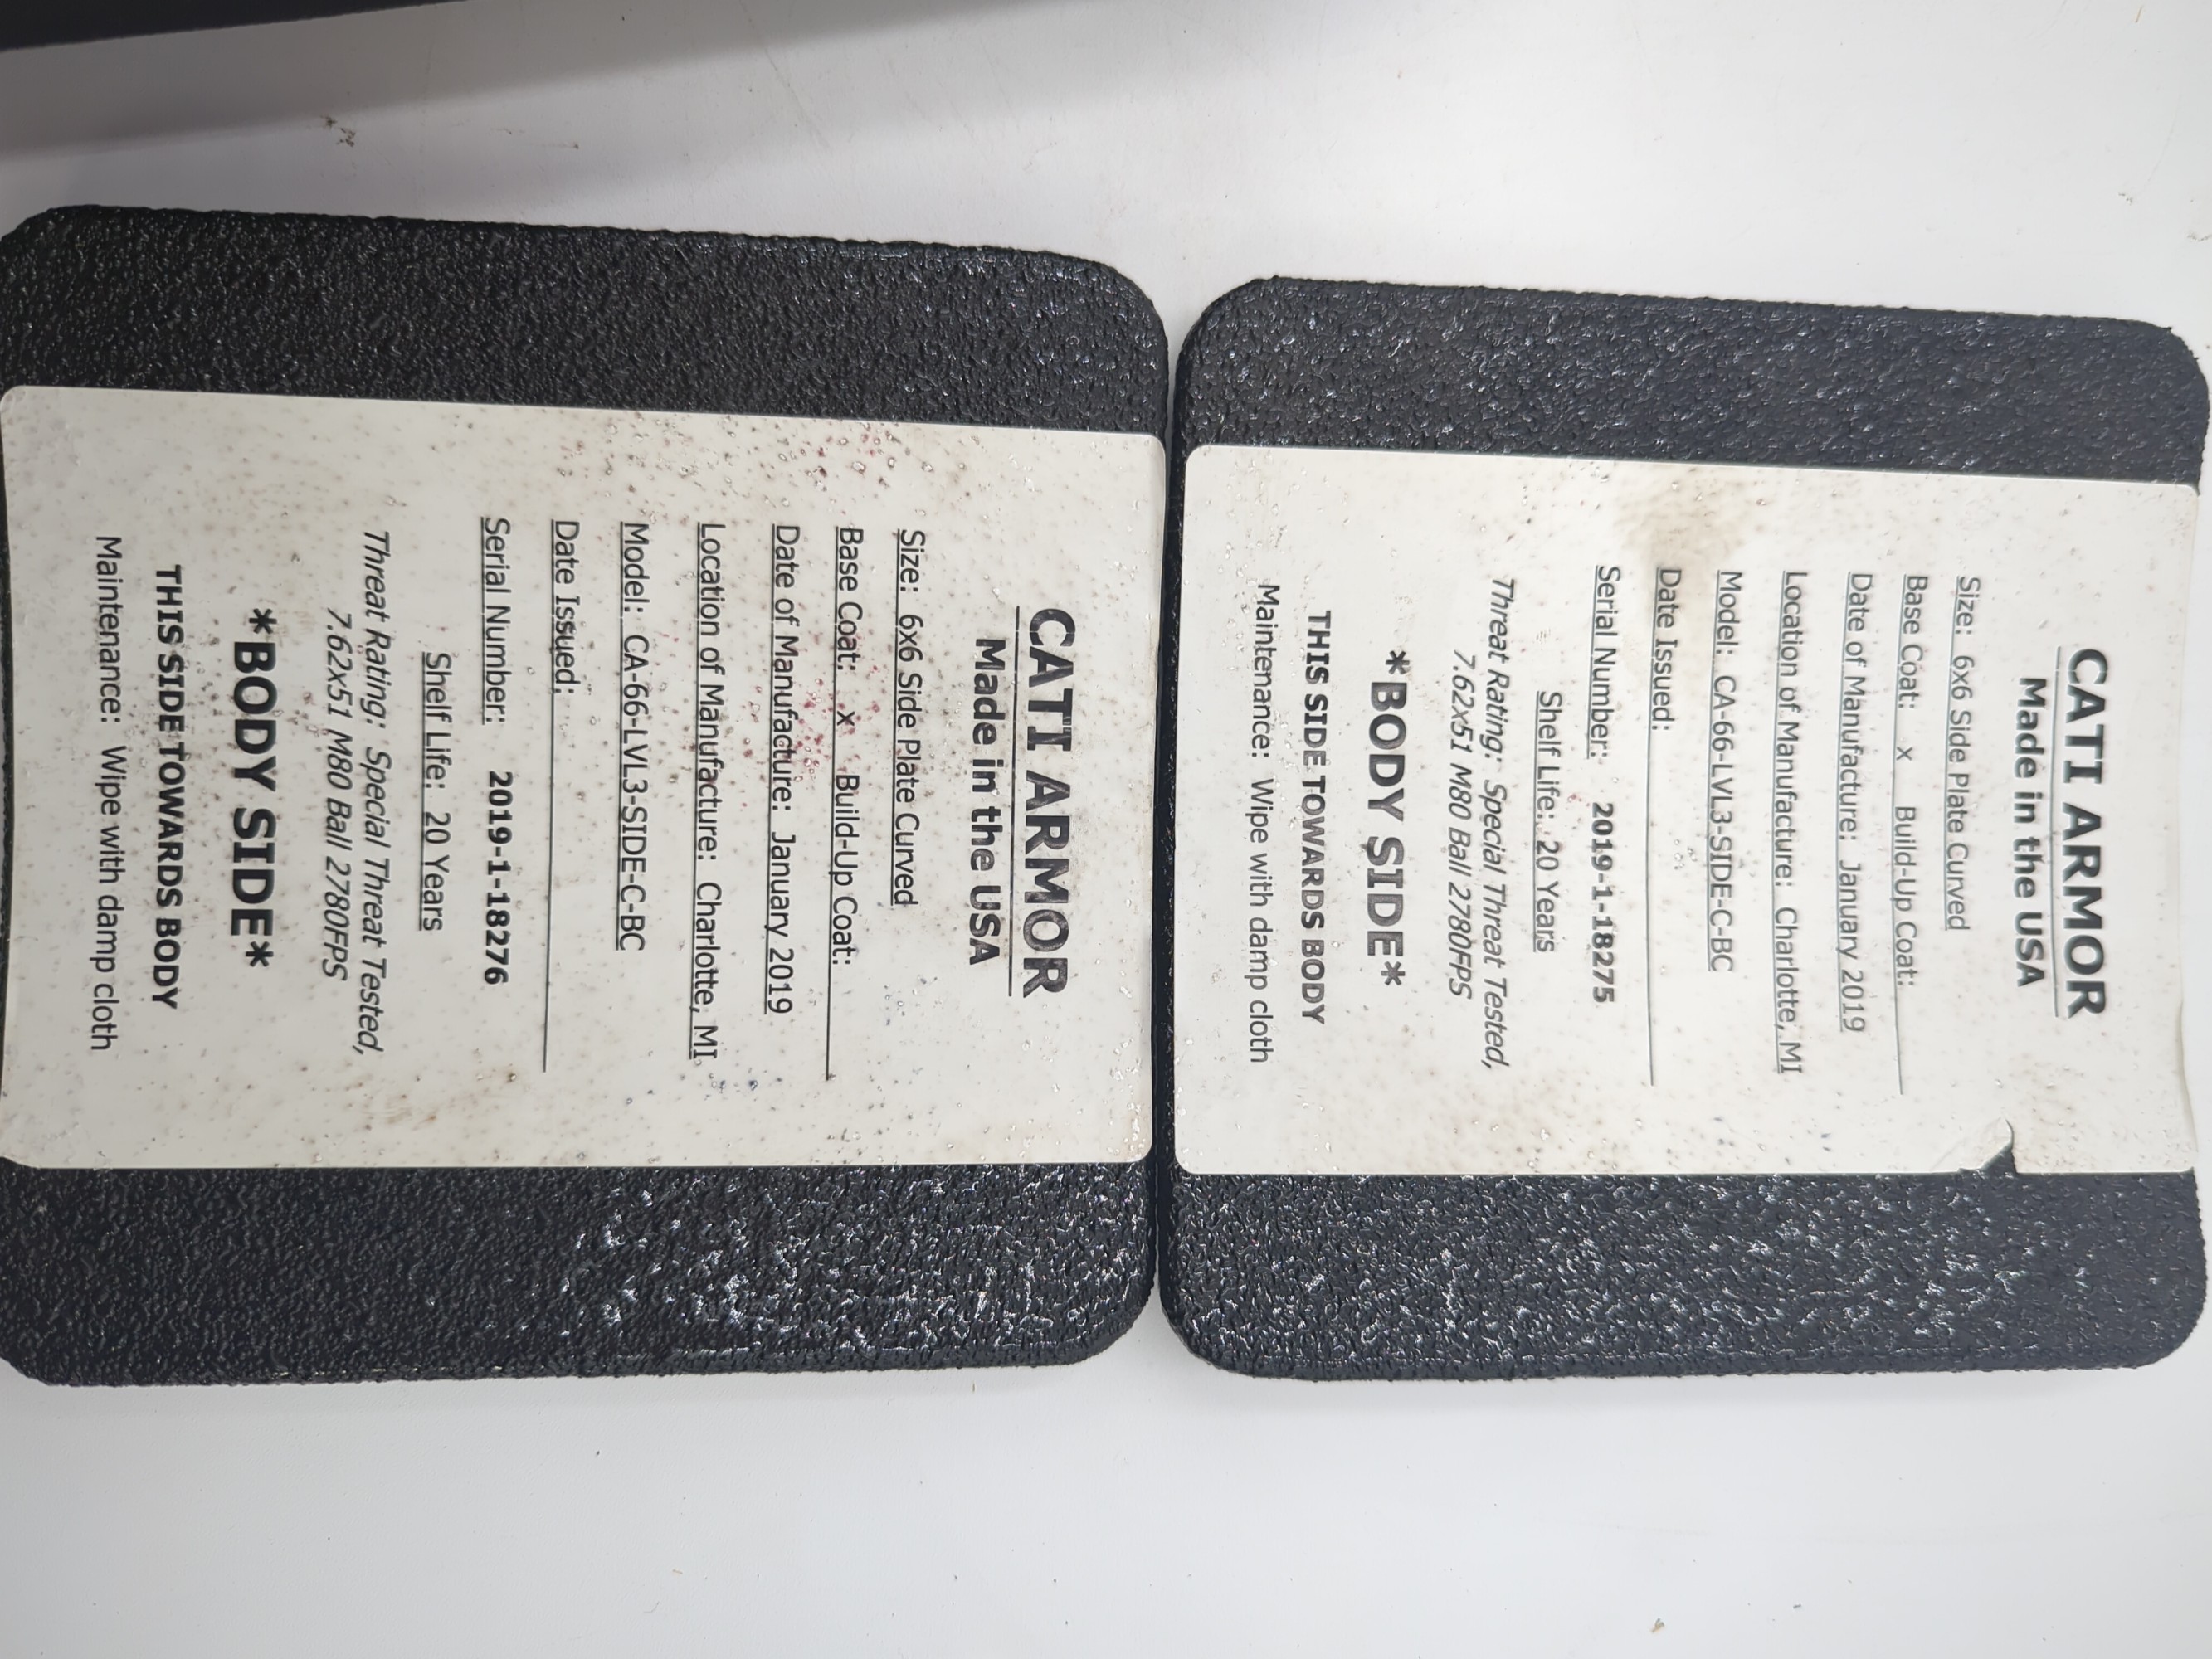 CATI ARMOR
Made in the USA
Size: 6x6 Side Plate Curved
Base Coat: x Build-Up Coat:
Date of Manufacture: January 2019
Location of Manufacture: Charlotte, MI
Model: CA-66-LVL3-SIDE-C-BC
Date Issued:
Serial Number: 2019-1-18276
Shelf Life: 20 Years
Threat Rating: Special Threat Tested,
7.62x51 M80 Ball 2780FPS
*BODY SIDE*
THIS SIDE TOWARDS BODY
Maintenance: Wipe with damp cloth
CATI ARMOR
Made in the USA
Size: 6x6 Side Plate Curved
Base Coat: x Build-Up Coat:
Date of Manufacture: January 2019
Location of Manufacture: Charlotte, MI
Model: CA-66-LVL3-SIDE-C-BC
Date Issued:
Serial Number: 2019-1-18275
Shelf Life: 20 Years
Threat Rating: Special Threat Tested,
7.62x51 M80 Ball 2780FPS
*BODY SIDE*
THIS SIDE TOWARDS BODY
Maintenance: Wipe with damp cloth